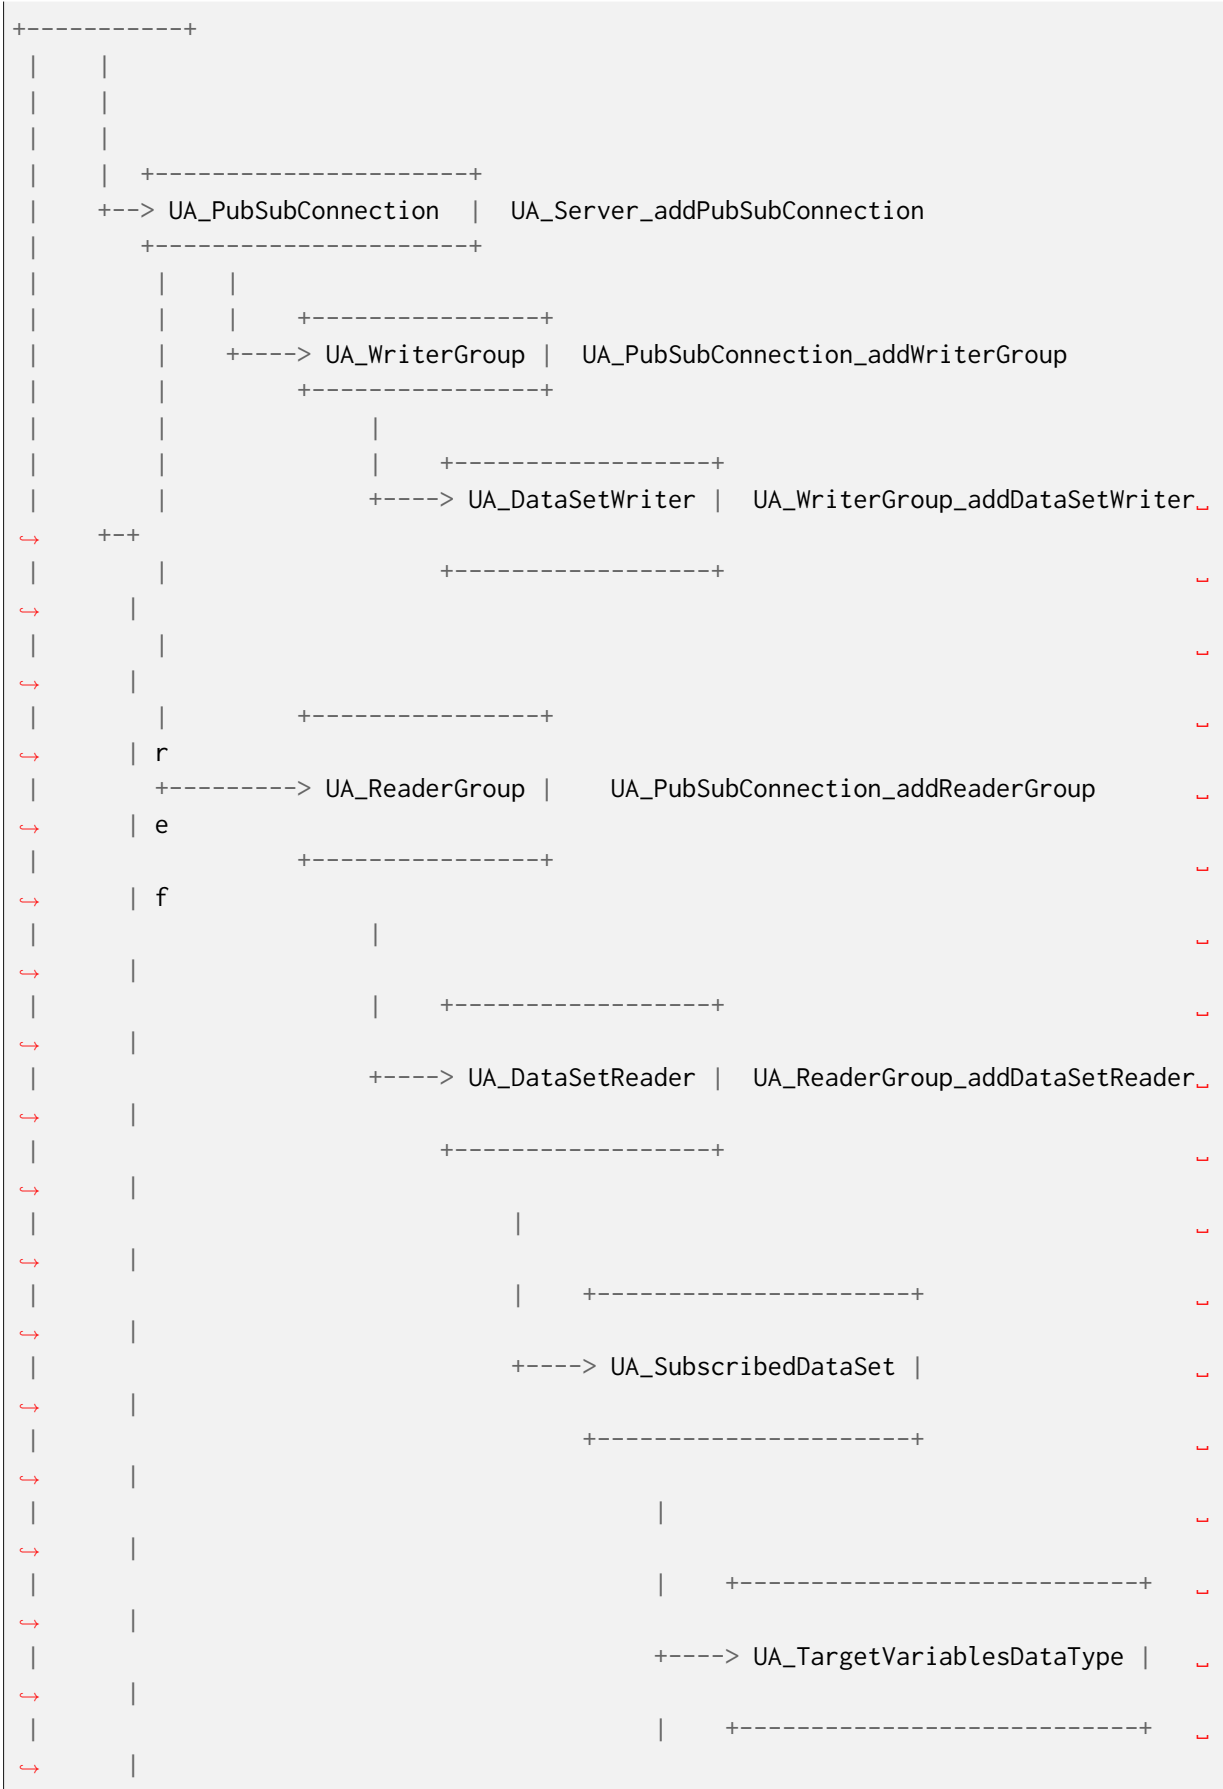 +-----------+
 |    |
 |    |
 |    |
 |    |  +----------------------+
 |    +--> UA_PubSubConnection  |  UA_Server_addPubSubConnection
 |       +----------------------+
 |        |    |
 |        |    |    +----------------+
 |        |    +----> UA_WriterGroup |  UA_PubSubConnection_addWriterGroup
 |        |         +----------------+
 |        |              |
 |        |              |    +------------------+
 |        |              +----> UA_DataSetWriter |  UA_WriterGroup_addDataSetWriter␣
↪    +-+
 |        |                   +------------------+                                 ␣
↪      |
 |        |                                                                        ␣
↪      |
 |        |         +----------------+                                             ␣
↪      | r
 |        +---------> UA_ReaderGroup |    UA_PubSubConnection_addReaderGroup       ␣
↪      | e
 |                  +----------------+                                             ␣
↪      | f
 |                       |                                                         ␣
↪      |
 |                       |    +------------------+                                 ␣
↪      |
 |                       +----> UA_DataSetReader |  UA_ReaderGroup_addDataSetReader␣
↪      |
 |                            +------------------+                                 ␣
↪      |
 |                                 |                                               ␣
↪      |
 |                                 |    +----------------------+                   ␣
↪      |
 |                                 +----> UA_SubscribedDataSet |                   ␣
↪      |
 |                                      +----------------------+                   ␣
↪      |
 |                                           |                                     ␣
↪      |
 |                                           |    +----------------------------+   ␣
↪      |
 |                                           +----> UA_TargetVariablesDataType |   ␣
↪      |
 |                                           |    +----------------------------+   ␣
↪      |